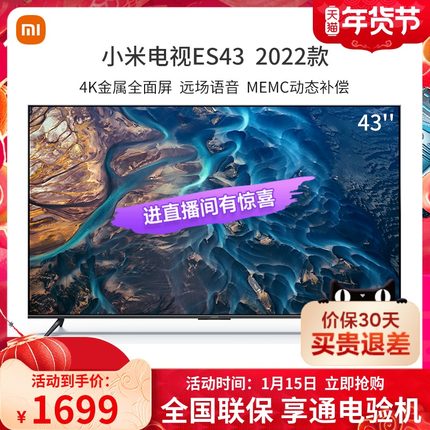 mi
天猫 年货节
小米电视ES43 2022款
4K金属全面屏 远场语音 MEMC动态补偿
43''
进直播间有惊喜
价保30天
买贵退差
活动到手价:
¥1699
活动时间: 1月15日 立即抢购
全国联保 享通电验机